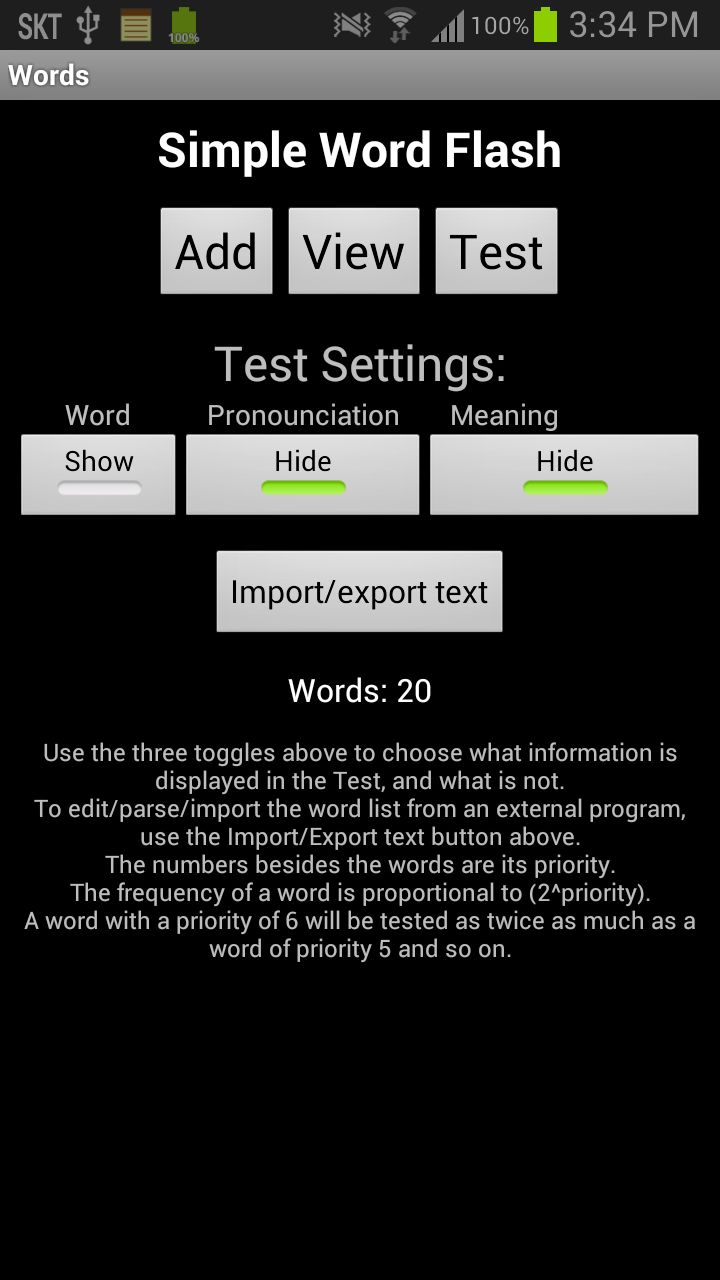 SKT 100% 100% 3:34 PM
Words
Simple Word Flash
Add View Test
Test Settings:
Word Pronounciation Meaning
Show Hide Hide
Import/export text
Words: 20
Use the three toggles above to choose what information is
displayed in the Test, and what is not.
To edit/parse/import the word list from an external program,
use the Import/Export text button above.
The numbers besides the words are its priority.
The frequency of a word is proportional to (2^priority).
A word with a priority of 6 will be tested as twice as much as a
word of priority 5 and so on.